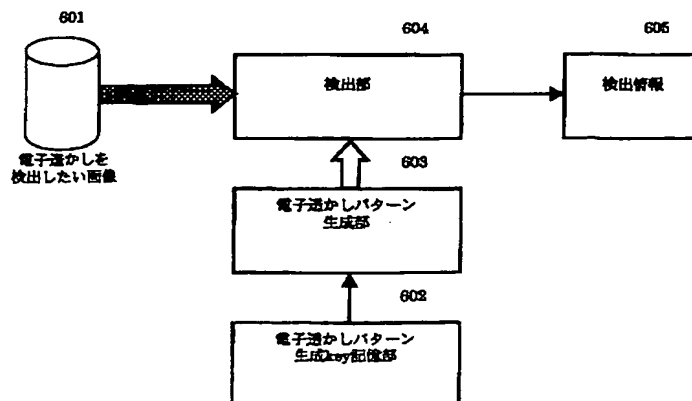 601
604
605
検出部
検出情報
電子透かしを
検出したい画像
603
電子透かしパターン
生成部
602
電子透かしパターン
生成key記憶部